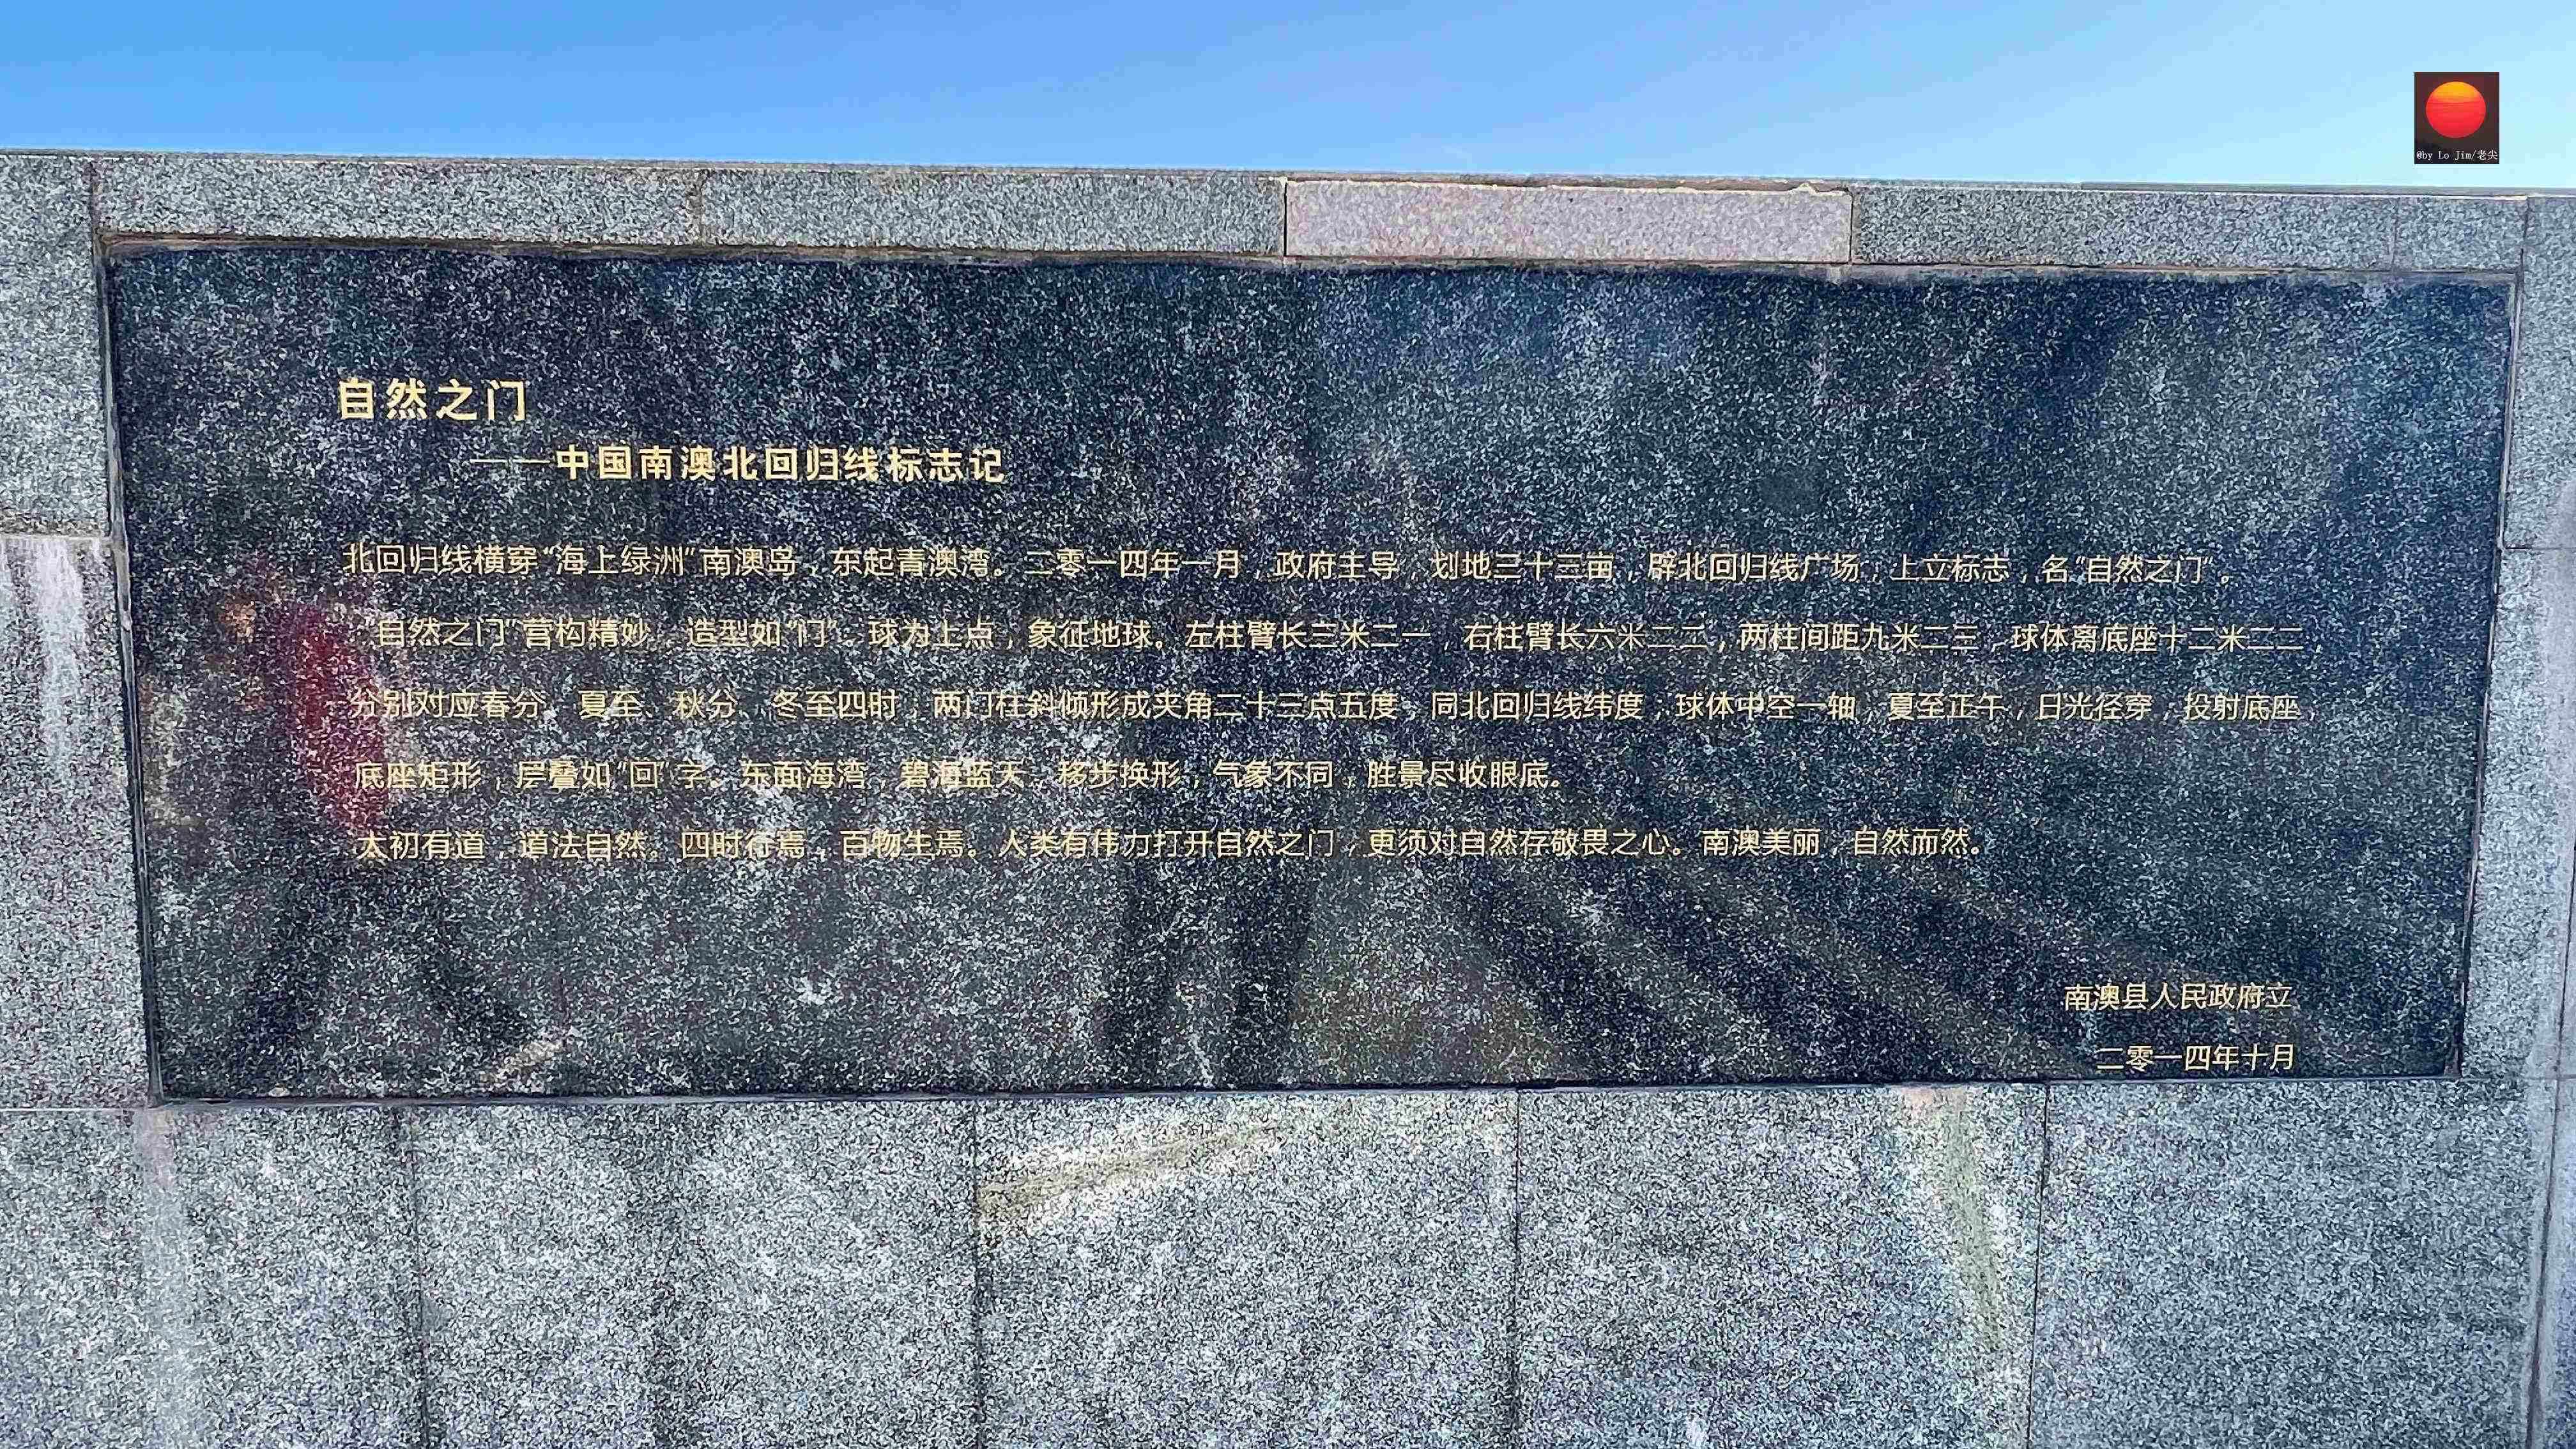 @by Lo Jim/老尖
自然之门
——中国南澳北回归线标志记
北回归线横穿“海上绿洲”南澳岛，东起青澳湾。二零一四年一月，政府主导，划地三十三亩，辟北回归线广场，上立标志，名“自然之门”。
“自然之门”营构精妙，造型如“门”，球为上点，象征地球。左柱臂长三米二一，右柱臂长六米二二，两柱间距九米二三，球体离底座十二米二二，
分别对应春分、夏至、秋分、冬至四时，两门柱斜倾形成夹角二十三点五度，同北回归线纬度，球体中空一轴，夏至正午，日光径穿，投射底座，
底座矩形，层叠如“回”字。东面海湾，碧海蓝天，移步换形，气象不同，胜景尽收眼底。
太初有道，道法自然。四时行焉，百物生焉。人类有伟力打开自然之门，更须对自然存敬畏之心。南澳美丽，自然而然。
南澳县人民政府立
二零一四年十月